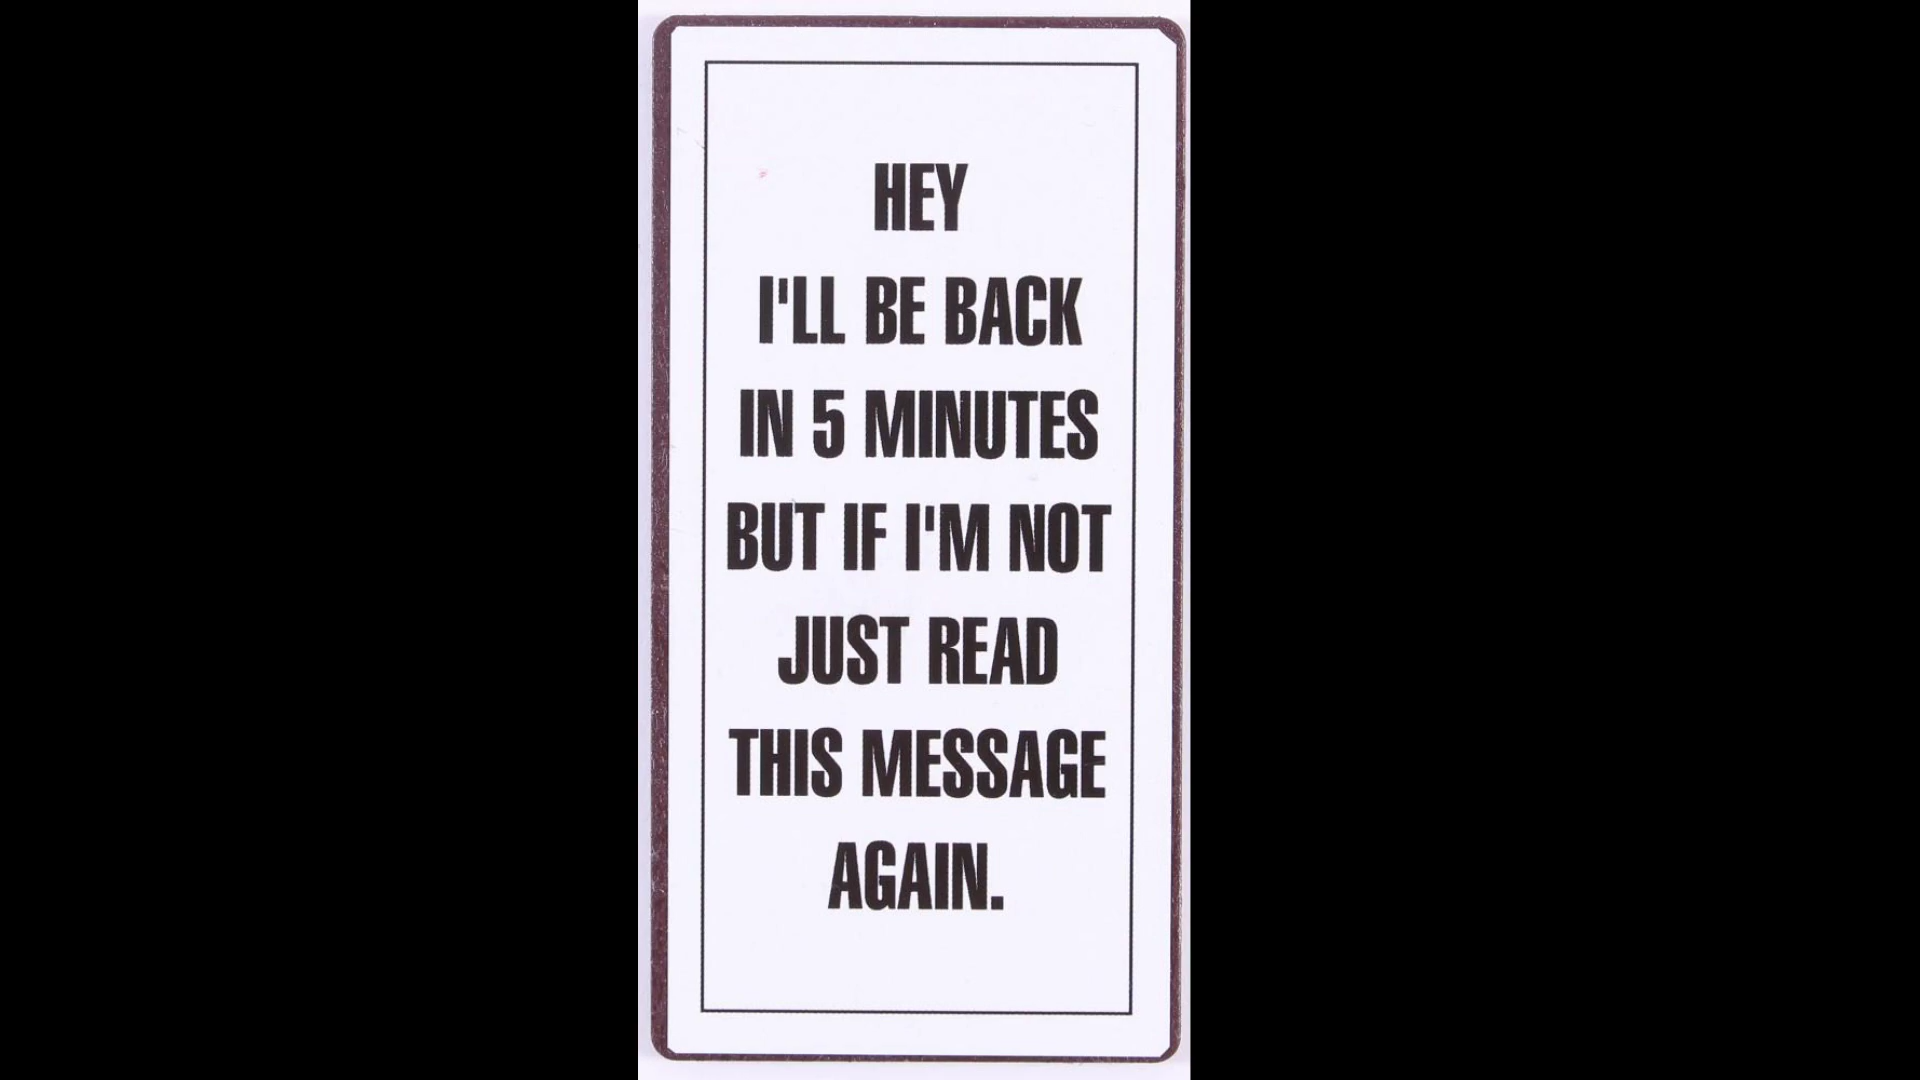 HEY
I'LL BE BACK
IN 5 MINUTES
BUT IF I'M NOT
JUST READ
THIS MESSAGE
AGAIN.